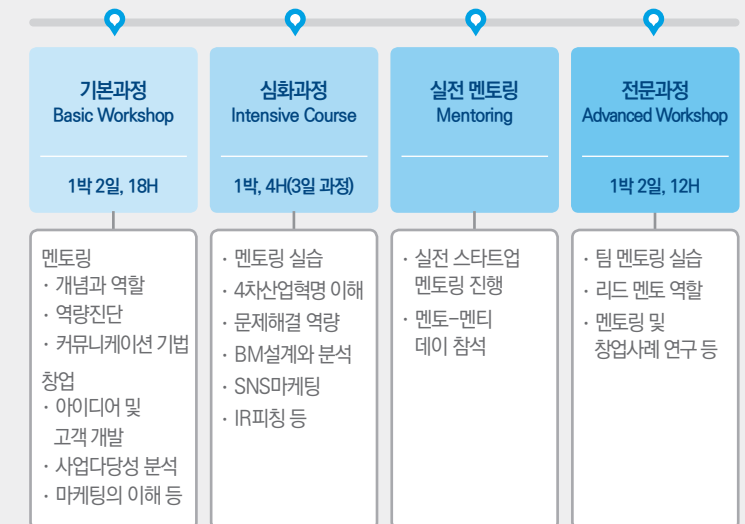 기본과정
Basic Workshop
1박 2일, 18H
멘토링
· 개념과 역할
· 역량진단
· 커뮤니케이션 기법
창업
· 아이디어 및
고객 개발
· 사업다당성 분석
· 마케팅의 이해 등
심화과정
Intensive Course
1박, 4H(3일 과정)
· 멘토링 실습
· 4차산업혁명 이해
· 문제해결 역량
· BM설계와 분석
· SNS마케팅
· IR피칭 등
실전 멘토링
Mentoring
· 실전 스타트업
멘토링 진행
· 멘토-멘티
데이 참석
전문과정
Advanced Workshop
1박 2일, 12H
· 팀 멘토링 실습
· 리드 멘토 역할
· 멘토링 및
창업사례 연구 등